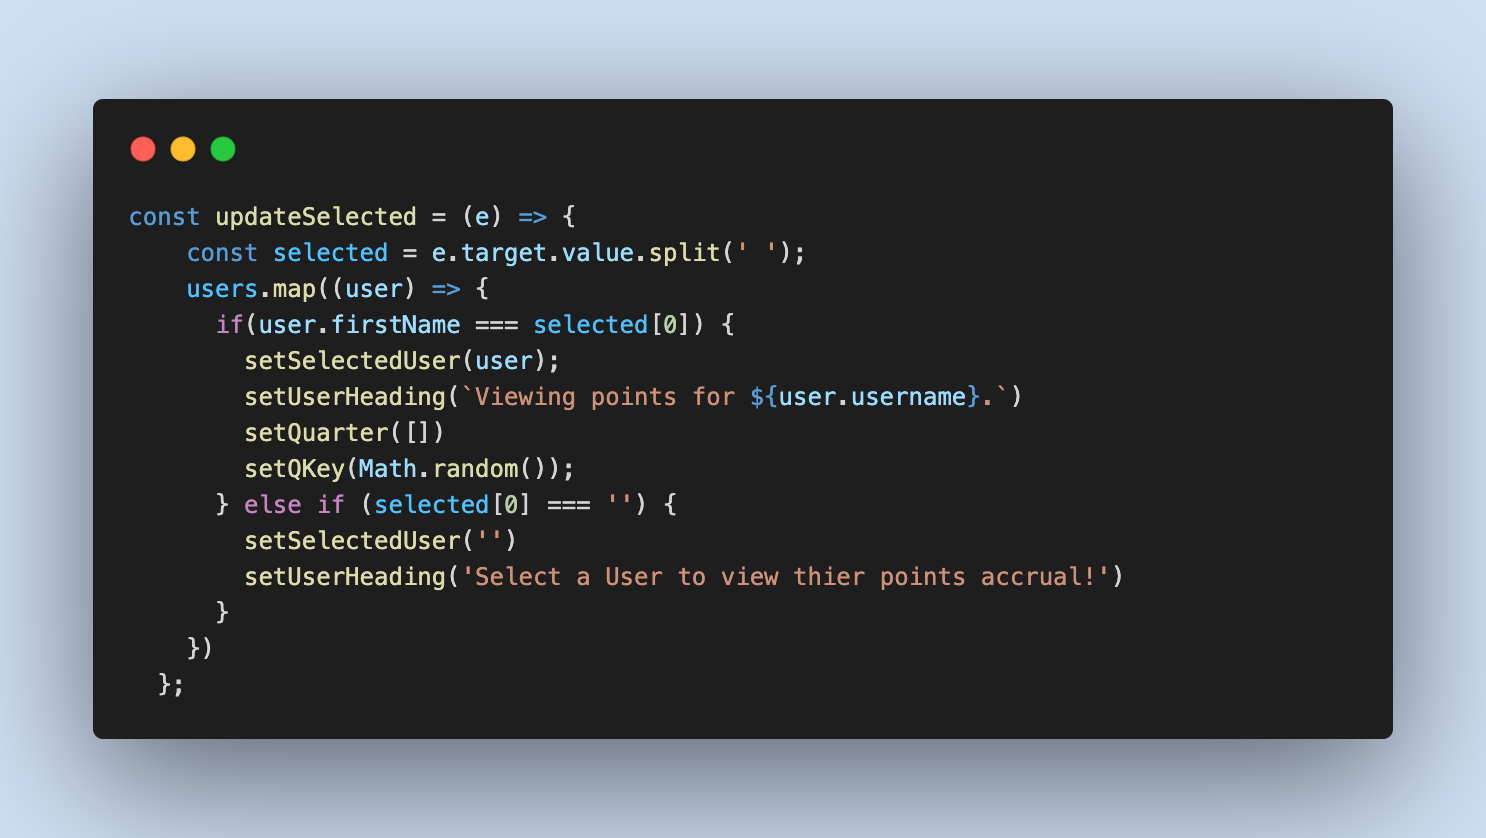 const updateSelected = (e) => {
    const selected = e.target.value.split(' ');
    users.map((user) => {
      if(user.firstName === selected[0]) {
        setSelectedUser(user);
        setUserHeading(`Viewing points for ${user.username}.`)
        setQuarter([])
        setQKey(Math.random());
      } else if (selected[0] === '') {
        setSelectedUser('')
        setUserHeading('Select a User to view thier points accrual!')
      }
    })
  };